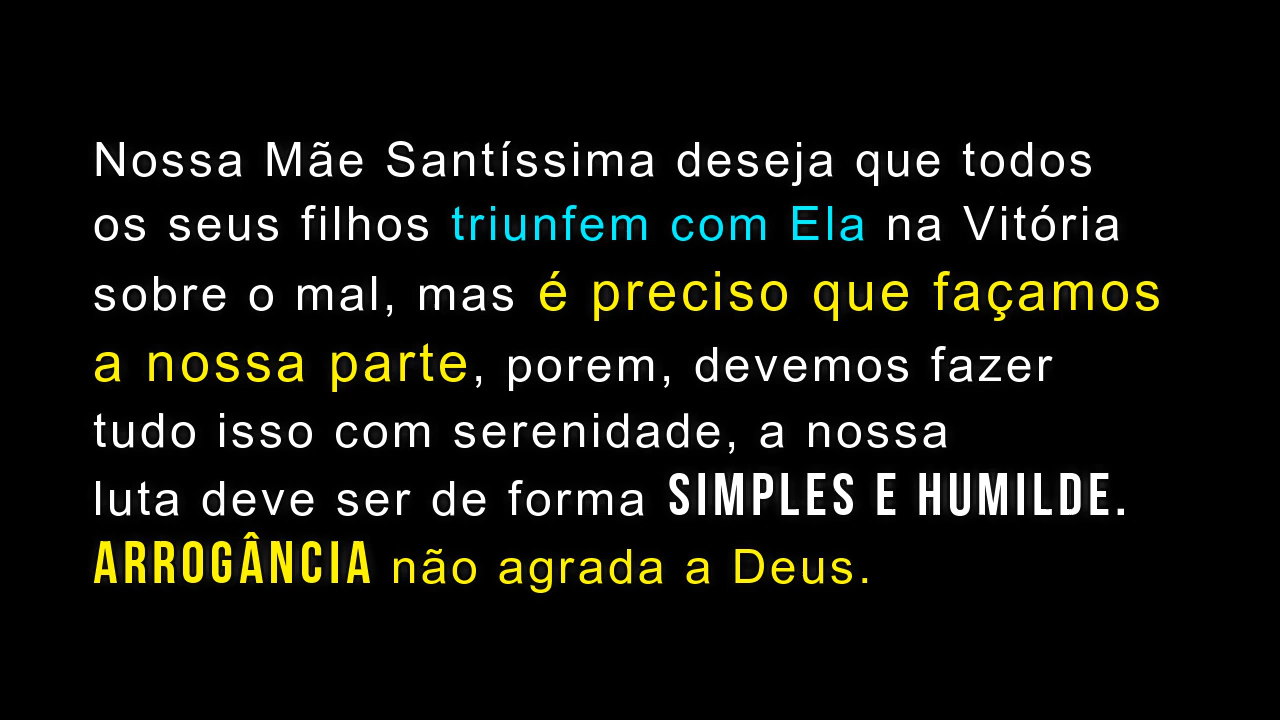 Nossa Mãe Santíssima deseja que todos
os seus filhos triunfem com Ela na Vitória
sobre o mal, mas é preciso que façamos
a nossa parte, porem, devemos fazer
tudo isso com serenidade, a nossa
luta deve ser de forma SIMPLES E HUMILDE.
ARROGÂNCIA não agrada a Deus.